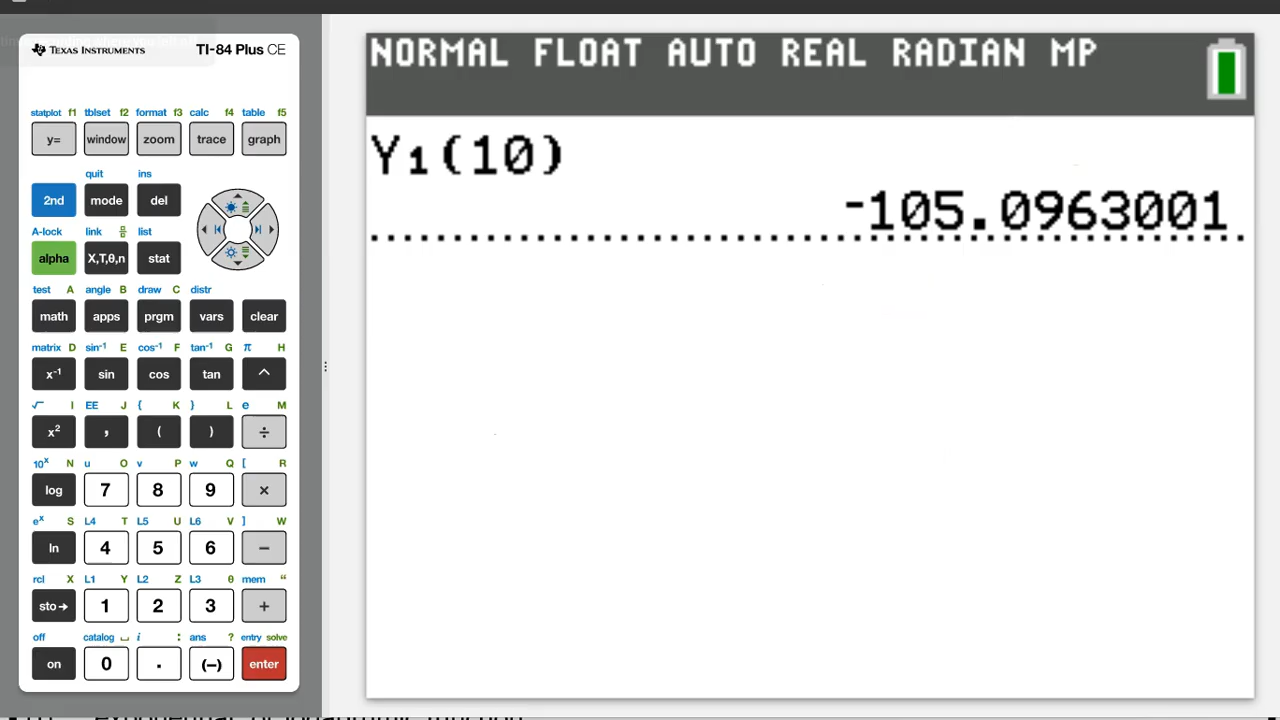 TEXAS INSTRUMENTS TI-84 Plus CE
NORMAL FLOAT AUTO REAL RADIAN MP
Y₁(10)
-105.0963001
statplot f1 tblset f2 format f3 calc f4 table f5
y= window zoom trace graph
quit ins
2nd mode del
A-lock link list
alpha X,T,θ,n stat
test A angle B draw C distr
math apps prgm vars clear
matrix D sin⁻¹ E cos⁻¹ F tan⁻¹ G π H
x⁻¹ sin cos tan ^
√ I EE J { K } L e M
x² , ( ) ÷
10ˣ N u O v P w Q [ R
log 7 8 9 ×
eˣ S L4 T L5 U L6 V ] W
ln 4 5 6 −
rcl X L1 Y L2 Z L3 θ mem “
sto→ 1 2 3 +
off catalog ⎵ i : ans ? entry solve
on 0 . (−) enter
exponential or logarithmic function